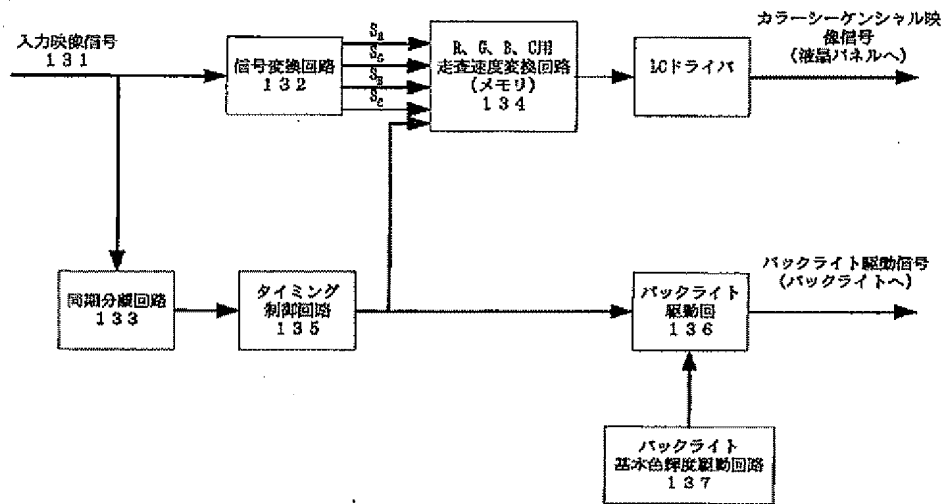 入力映像信号
131
信号変換回路
132
S_R
S_G
S_B
S_C
R、G、B、C用
走査速度変換回路
(メモリ)
134
LCドライバ
カラーシーケンシャル映
像信号
(液晶パネルへ)
同期分離回路
133
タイミング
制御回路
135
バックライト
駆動回
136
バックライト駆動信号
(バックライトへ)
バックライト
基本色輝度駆動回路
137